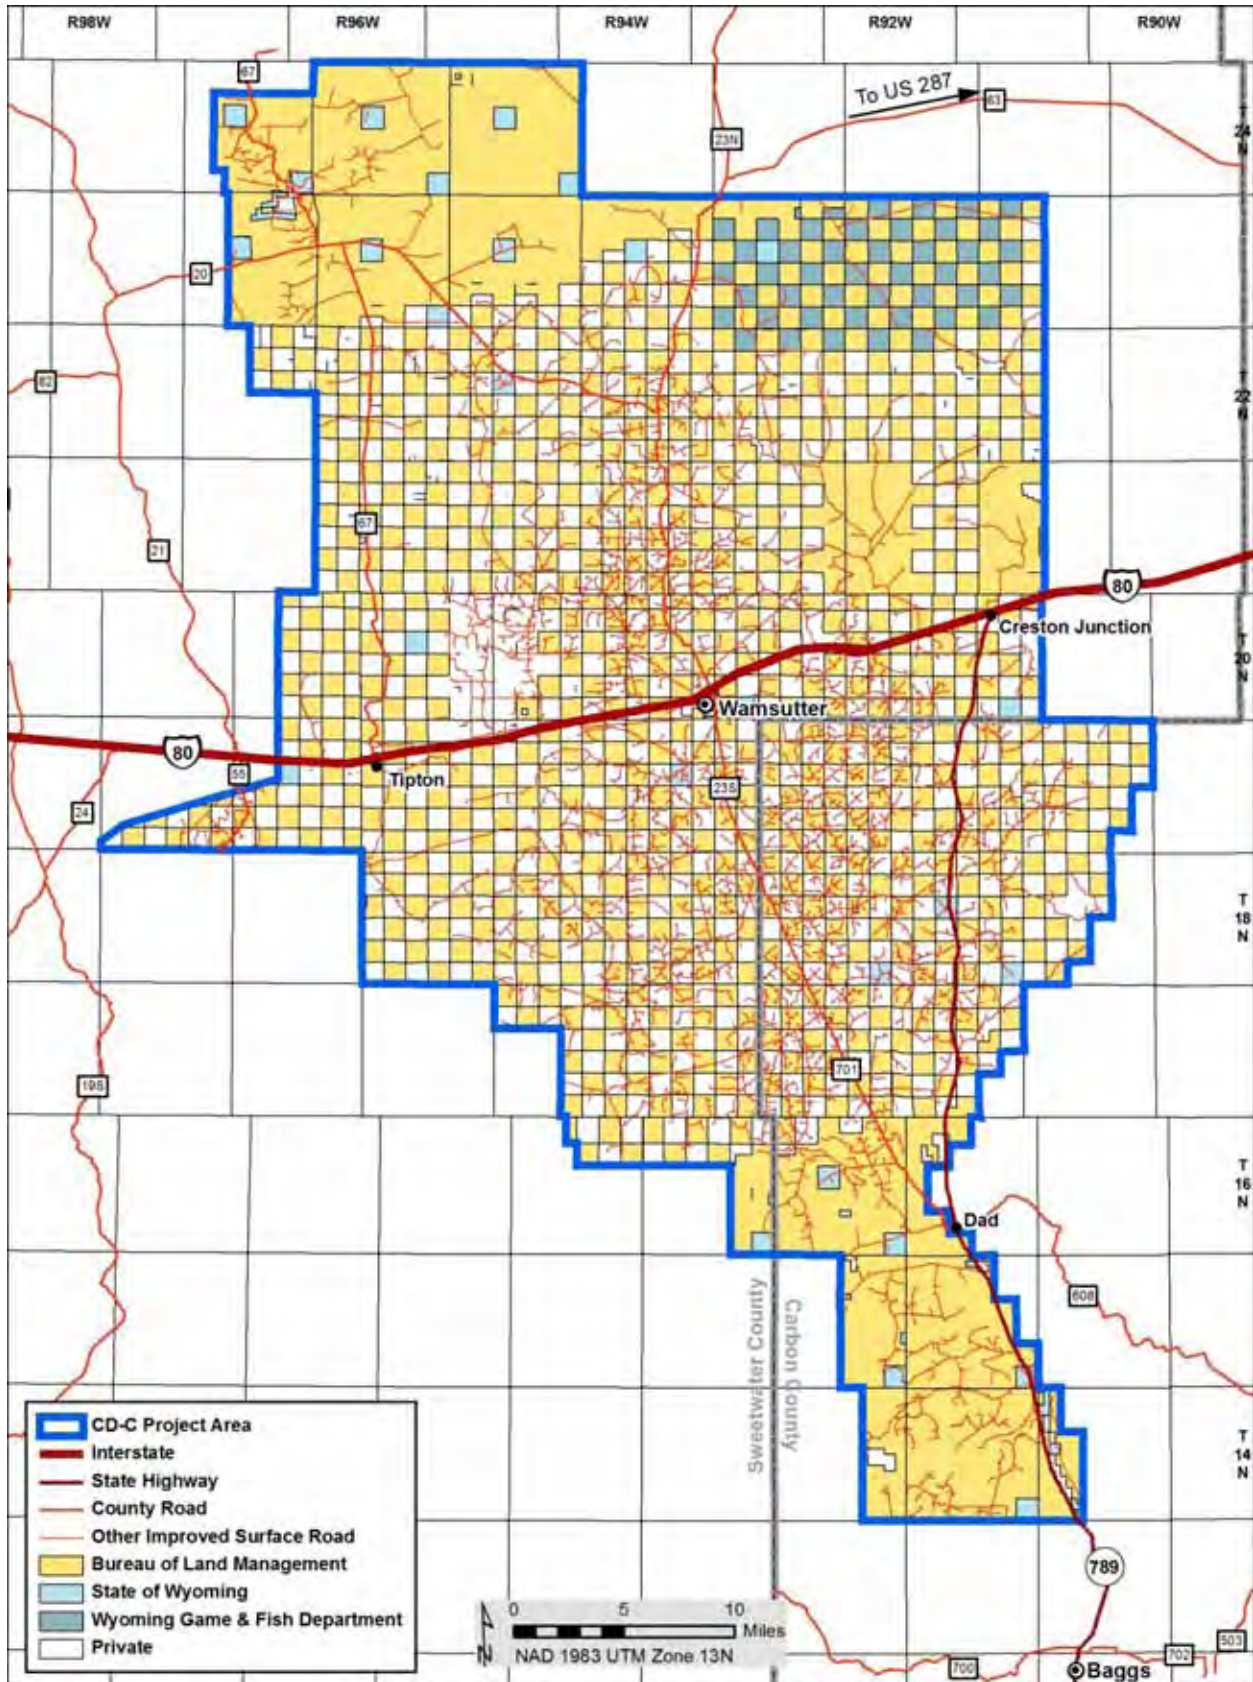 R98W
R96W
R94W
R92W
R90W
67
To US 287
63
23N
T
24
N
20
82
T
22
N
67
21
80
Creston Junction
T
20
N
Wamsutter
80
55
Tipton
23S
24
T
18
N
19S
701
T
16
N
Dad
608
Sweetwater County
Carbon County
T
14
N
CD-C Project Area
Interstate
State Highway
County Road
Other Improved Surface Road
Bureau of Land Management
State of Wyoming
Wyoming Game & Fish Department
Private
0 5 10
Miles
N
NAD 1983 UTM Zone 13N
789
503
702
700
Baggs